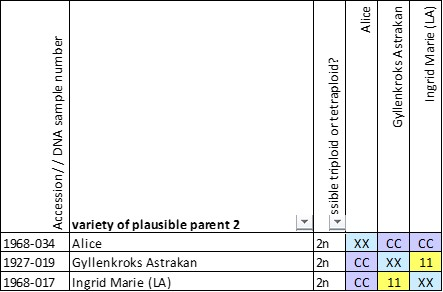 Accession// DNA sample number
variety of plausible parent 2
ssible triploid or tetraploid?
Alice
Gyllenkroks Astrakan
Ingrid Marie (LA)
1968-034 Alice 2n XX CC CC
1927-019 Gyllenkroks Astrakan 2n CC XX 11
1968-017 Ingrid Marie (LA) 2n CC 11 XX